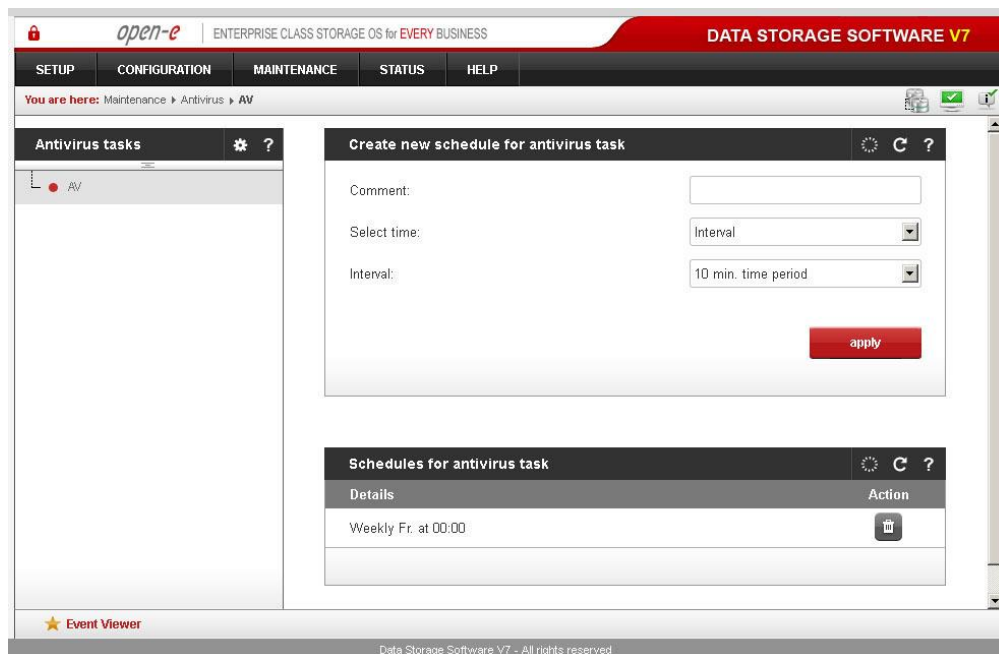 open-e ENTERPRISE CLASS STORAGE OS for EVERY BUSINESS DATA STORAGE SOFTWARE V7
SETUP CONFIGURATION MAINTENANCE STATUS HELP
You are here: Maintenance Antivirus AV
Antivirus tasks ?
AV
Create new schedule for antivirus task ?
Comment:
Select time: Interval
Interval: 10 min. time period
apply
Schedules for antivirus task ?
Details Action
Weekly Fr. at 00:00
Event Viewer
Data Storage Software V7 - All rights reserved